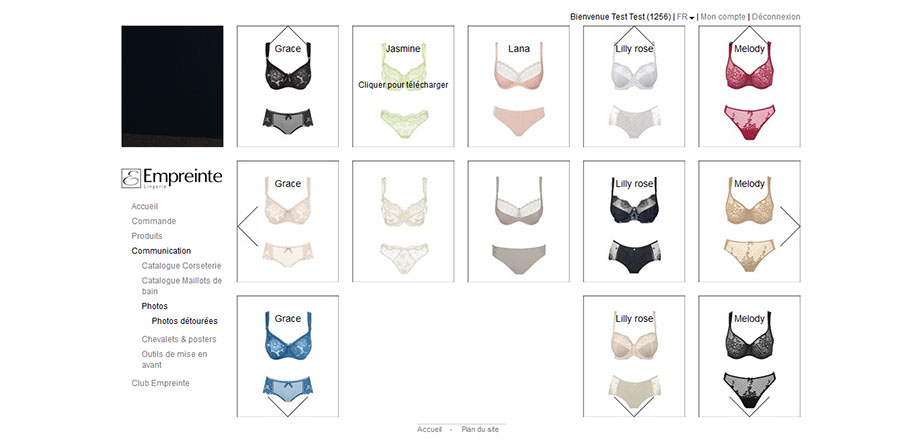 Bienvenue Test Test (1256) | FR | Mon compte | Déconnexion
Grace
Jasmine
Lana
Lilly rose
Melody
Cliquer pour télécharger
Empreinte
Lingerie
Accueil
Commande
Produits
Communication
Catalogue Corseterie
Catalogue Maillots de
bain
Photos
Photos détourées
Chevalets & posters
Outils de mise en
avant
Club Empreinte
Grace
Lilly rose
Melody
Grace
Lilly rose
Melody
Accueil - Plan du site